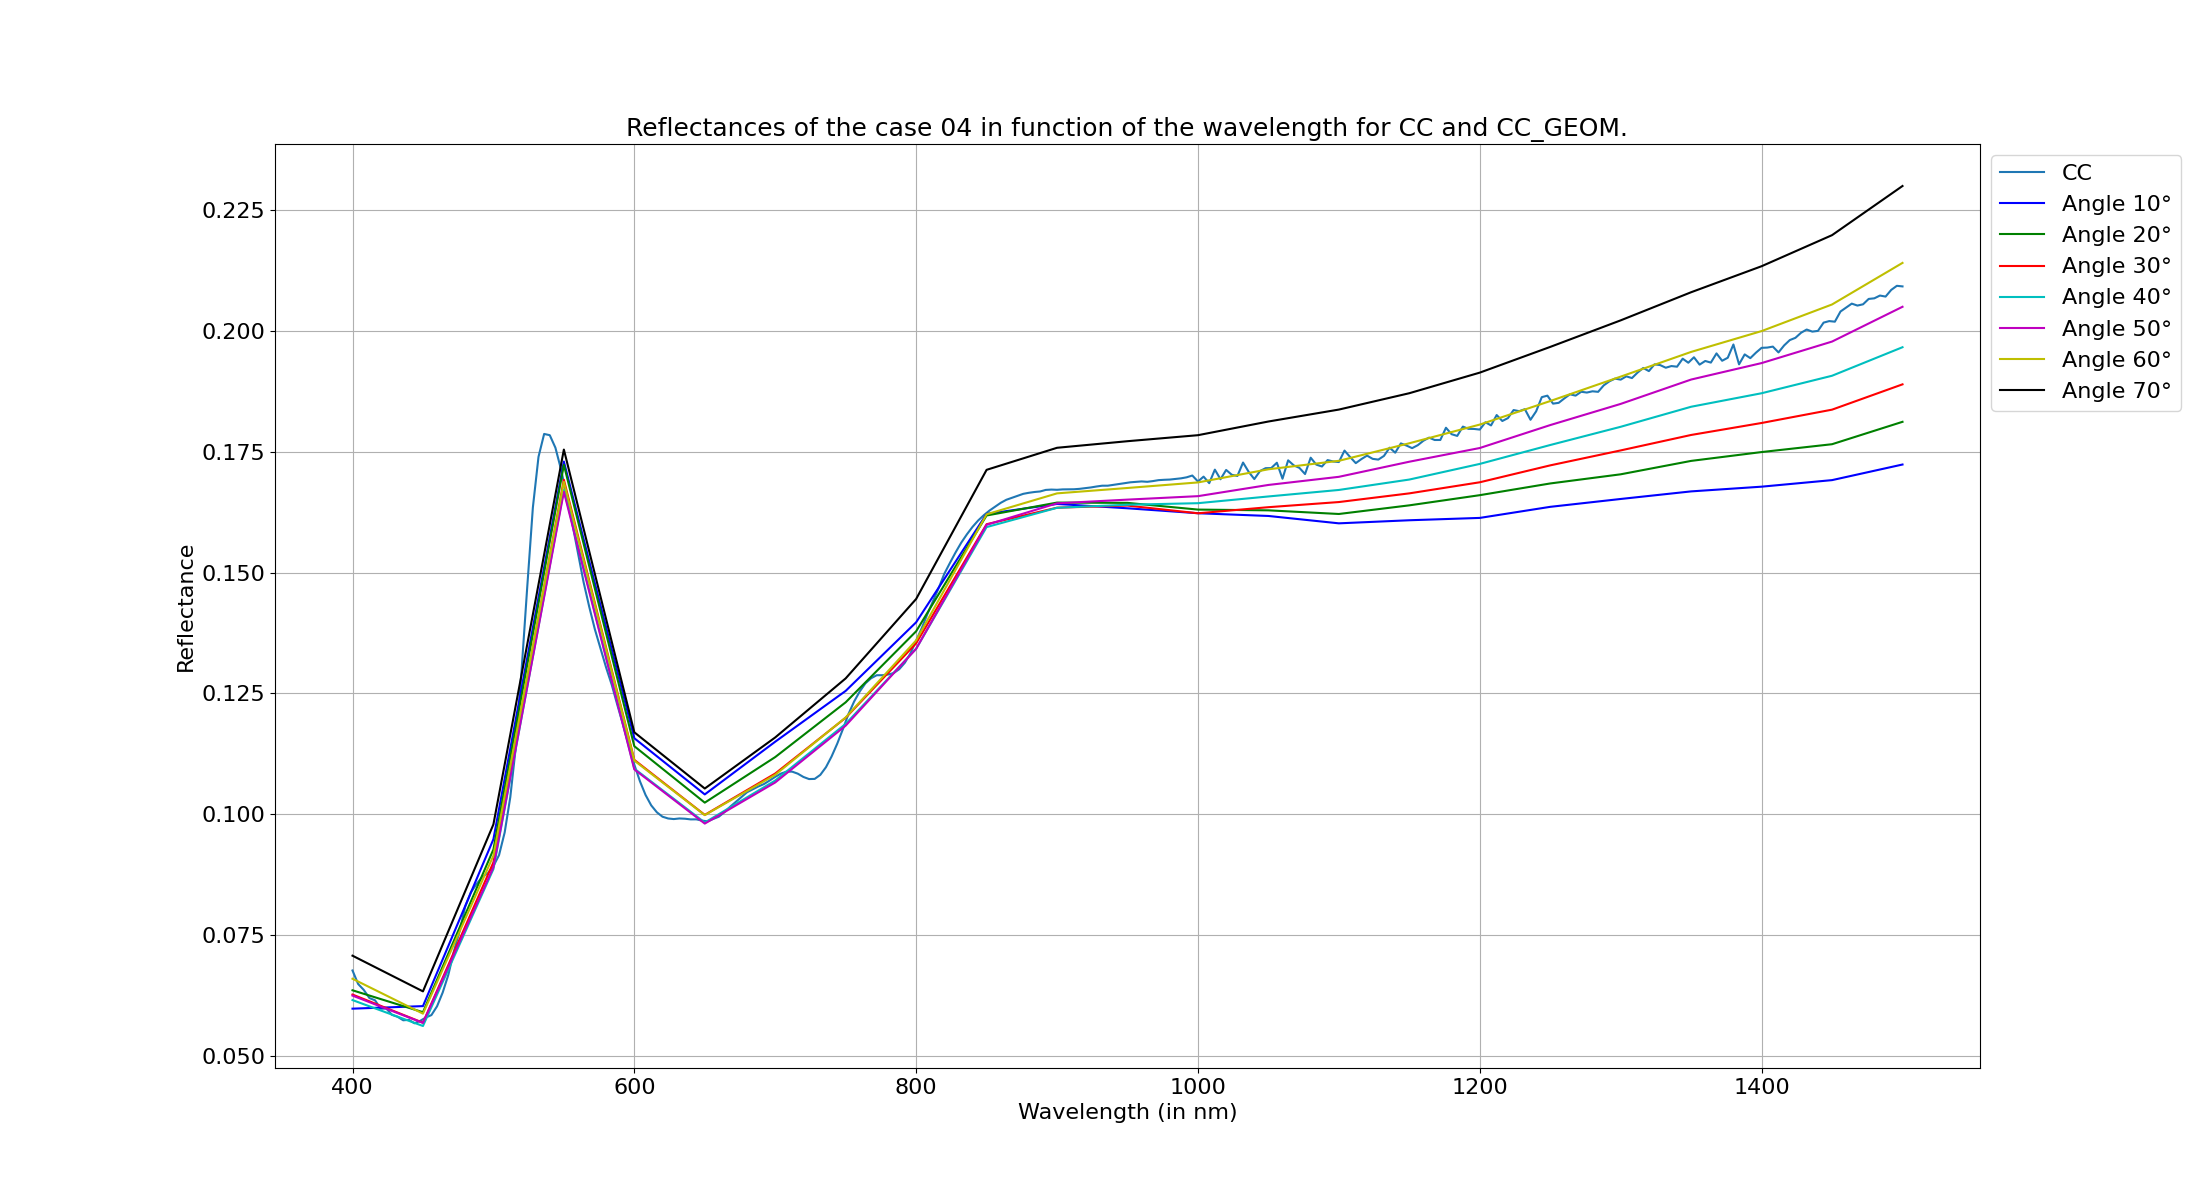 Reflectances of the case 04 in function of the wavelength for CC and CC_GEOM.
CC
Angle 10°
Angle 20°
Angle 30°
Angle 40°
Angle 50°
Angle 60°
Angle 70°
0.225
0.200
0.175
0.150
0.125
0.100
0.075
0.050
Reflectance
400 600 800 1000 1200 1400
Wavelength (in nm)